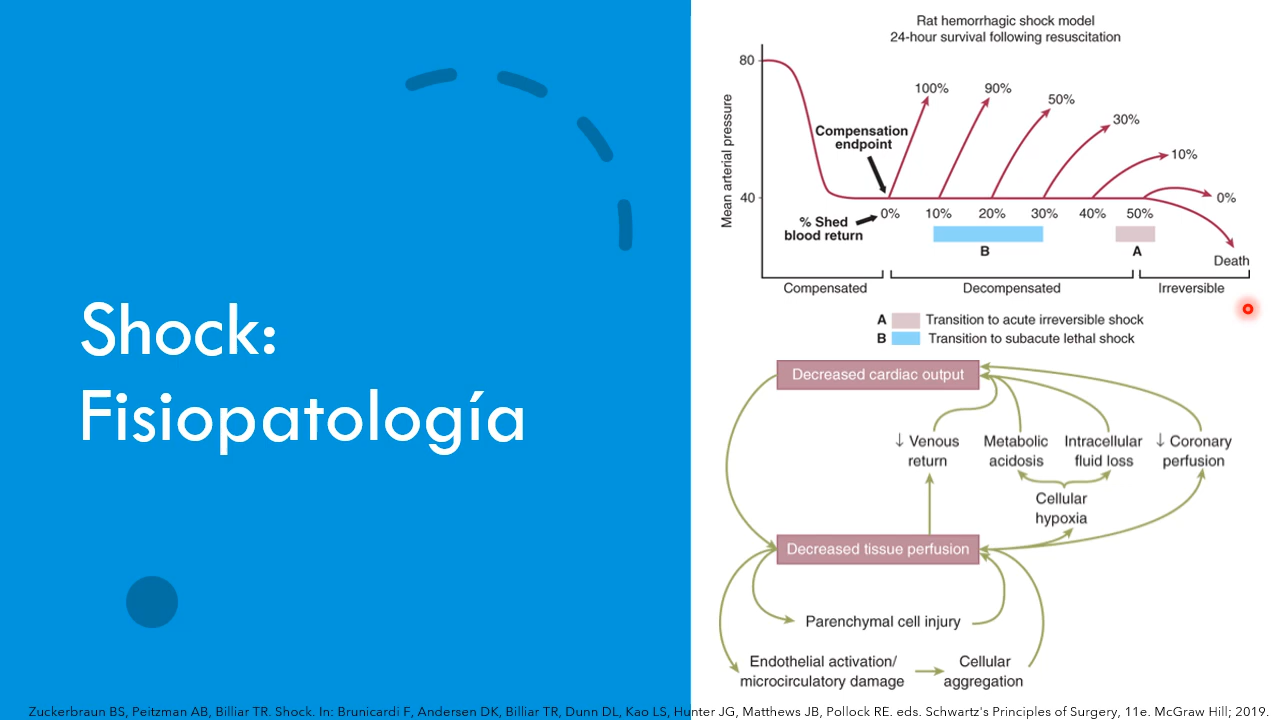 Shock:
Fisiopatología
Rat hemorrhagic shock model
24-hour survival following resuscitation
Mean arterial pressure
80
40
100%
90%
50%
30%
10%
0%
Compensation
endpoint
% Shed
blood return
0%
10%
20%
30%
40%
50%
B
A
Death
Compensated
Decompensated
Irreversible
A Transition to acute irreversible shock
B Transition to subacute lethal shock
Decreased cardiac output
↓ Venous
return
Metabolic
acidosis
Intracellular
fluid loss
↓ Coronary
perfusion
Cellular
hypoxia
Decreased tissue perfusion
Parenchymal cell injury
Endothelial activation/
microcirculatory damage
Cellular
aggregation
Zuckerbraun BS, Peitzman AB, Billiar TR. Shock. In: Brunicardi F, Andersen DK, Billiar TR, Dunn DL, Kao LS, Hunter JG, Matthews JB, Pollock RE. eds. Schwartz's Principles of Surgery, 11e. McGraw Hill; 2019.